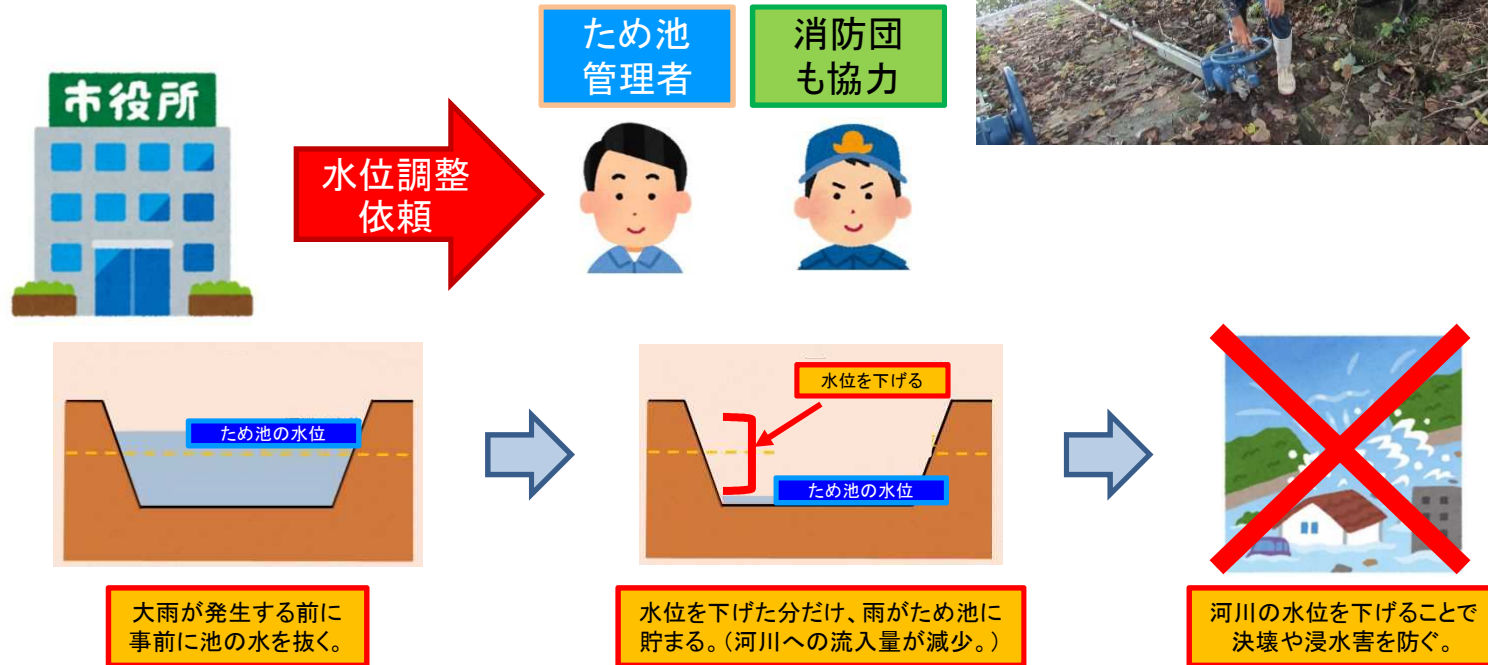 市役所
水位調整
依頼
ため池
管理者
消防団
も協力
ため池の水位
水位を下げる
ため池の水位
大雨が発生する前に
事前に池の水を抜く。
水位を下げた分だけ、雨がため池に
貯まる。(河川への流入量が減少。)
河川の水位を下げることで
決壊や浸水害を防ぐ。